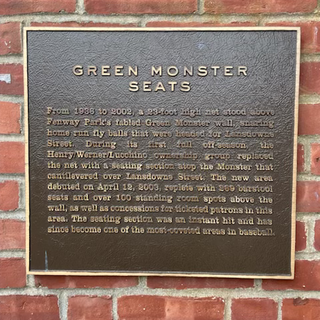 GREEN MONSTER
SEATS
From 1936 to 2002, a 23-foot high net stood above
Fenway Park's fabled Green Monster wall, snaring
home run fly balls that were headed for Lansdowne
Street. During its first full off-season, the
Henry/Werner/Lucchino ownership group replaced
the net with a seating section atop the Monster that
cantilevered over Lansdowne Street. The new area
debuted on April 12, 2003, replete with 269 barstool
seats and over 100 standing room spots above the
wall, as well as concessions for ticketed patrons in this
area. The seating section was an instant hit and has
since become one of the most-coveted areas in baseball.